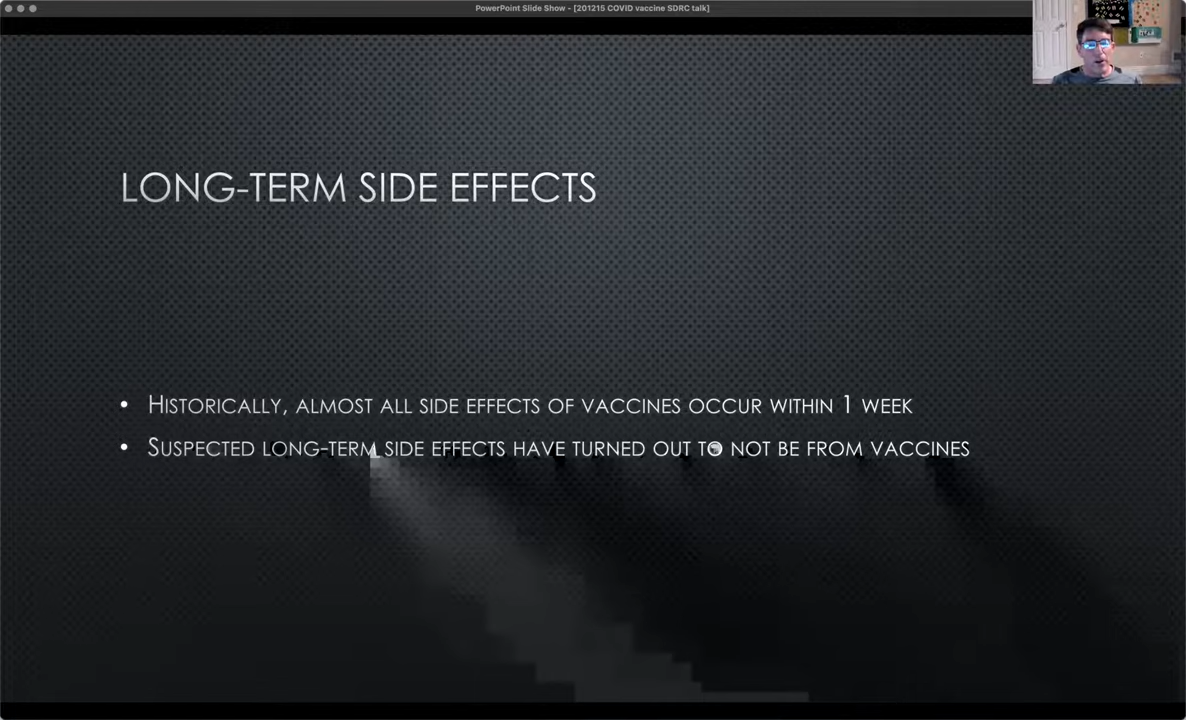 PowerPoint Slide Show - [201215 COVID vaccine SDRC talk]
LONG-TERM SIDE EFFECTS
• HISTORICALLY, ALMOST ALL SIDE EFFECTS OF VACCINES OCCUR WITHIN 1 WEEK
• SUSPECTED LONG-TERM SIDE EFFECTS HAVE TURNED OUT TO NOT BE FROM VACCINES